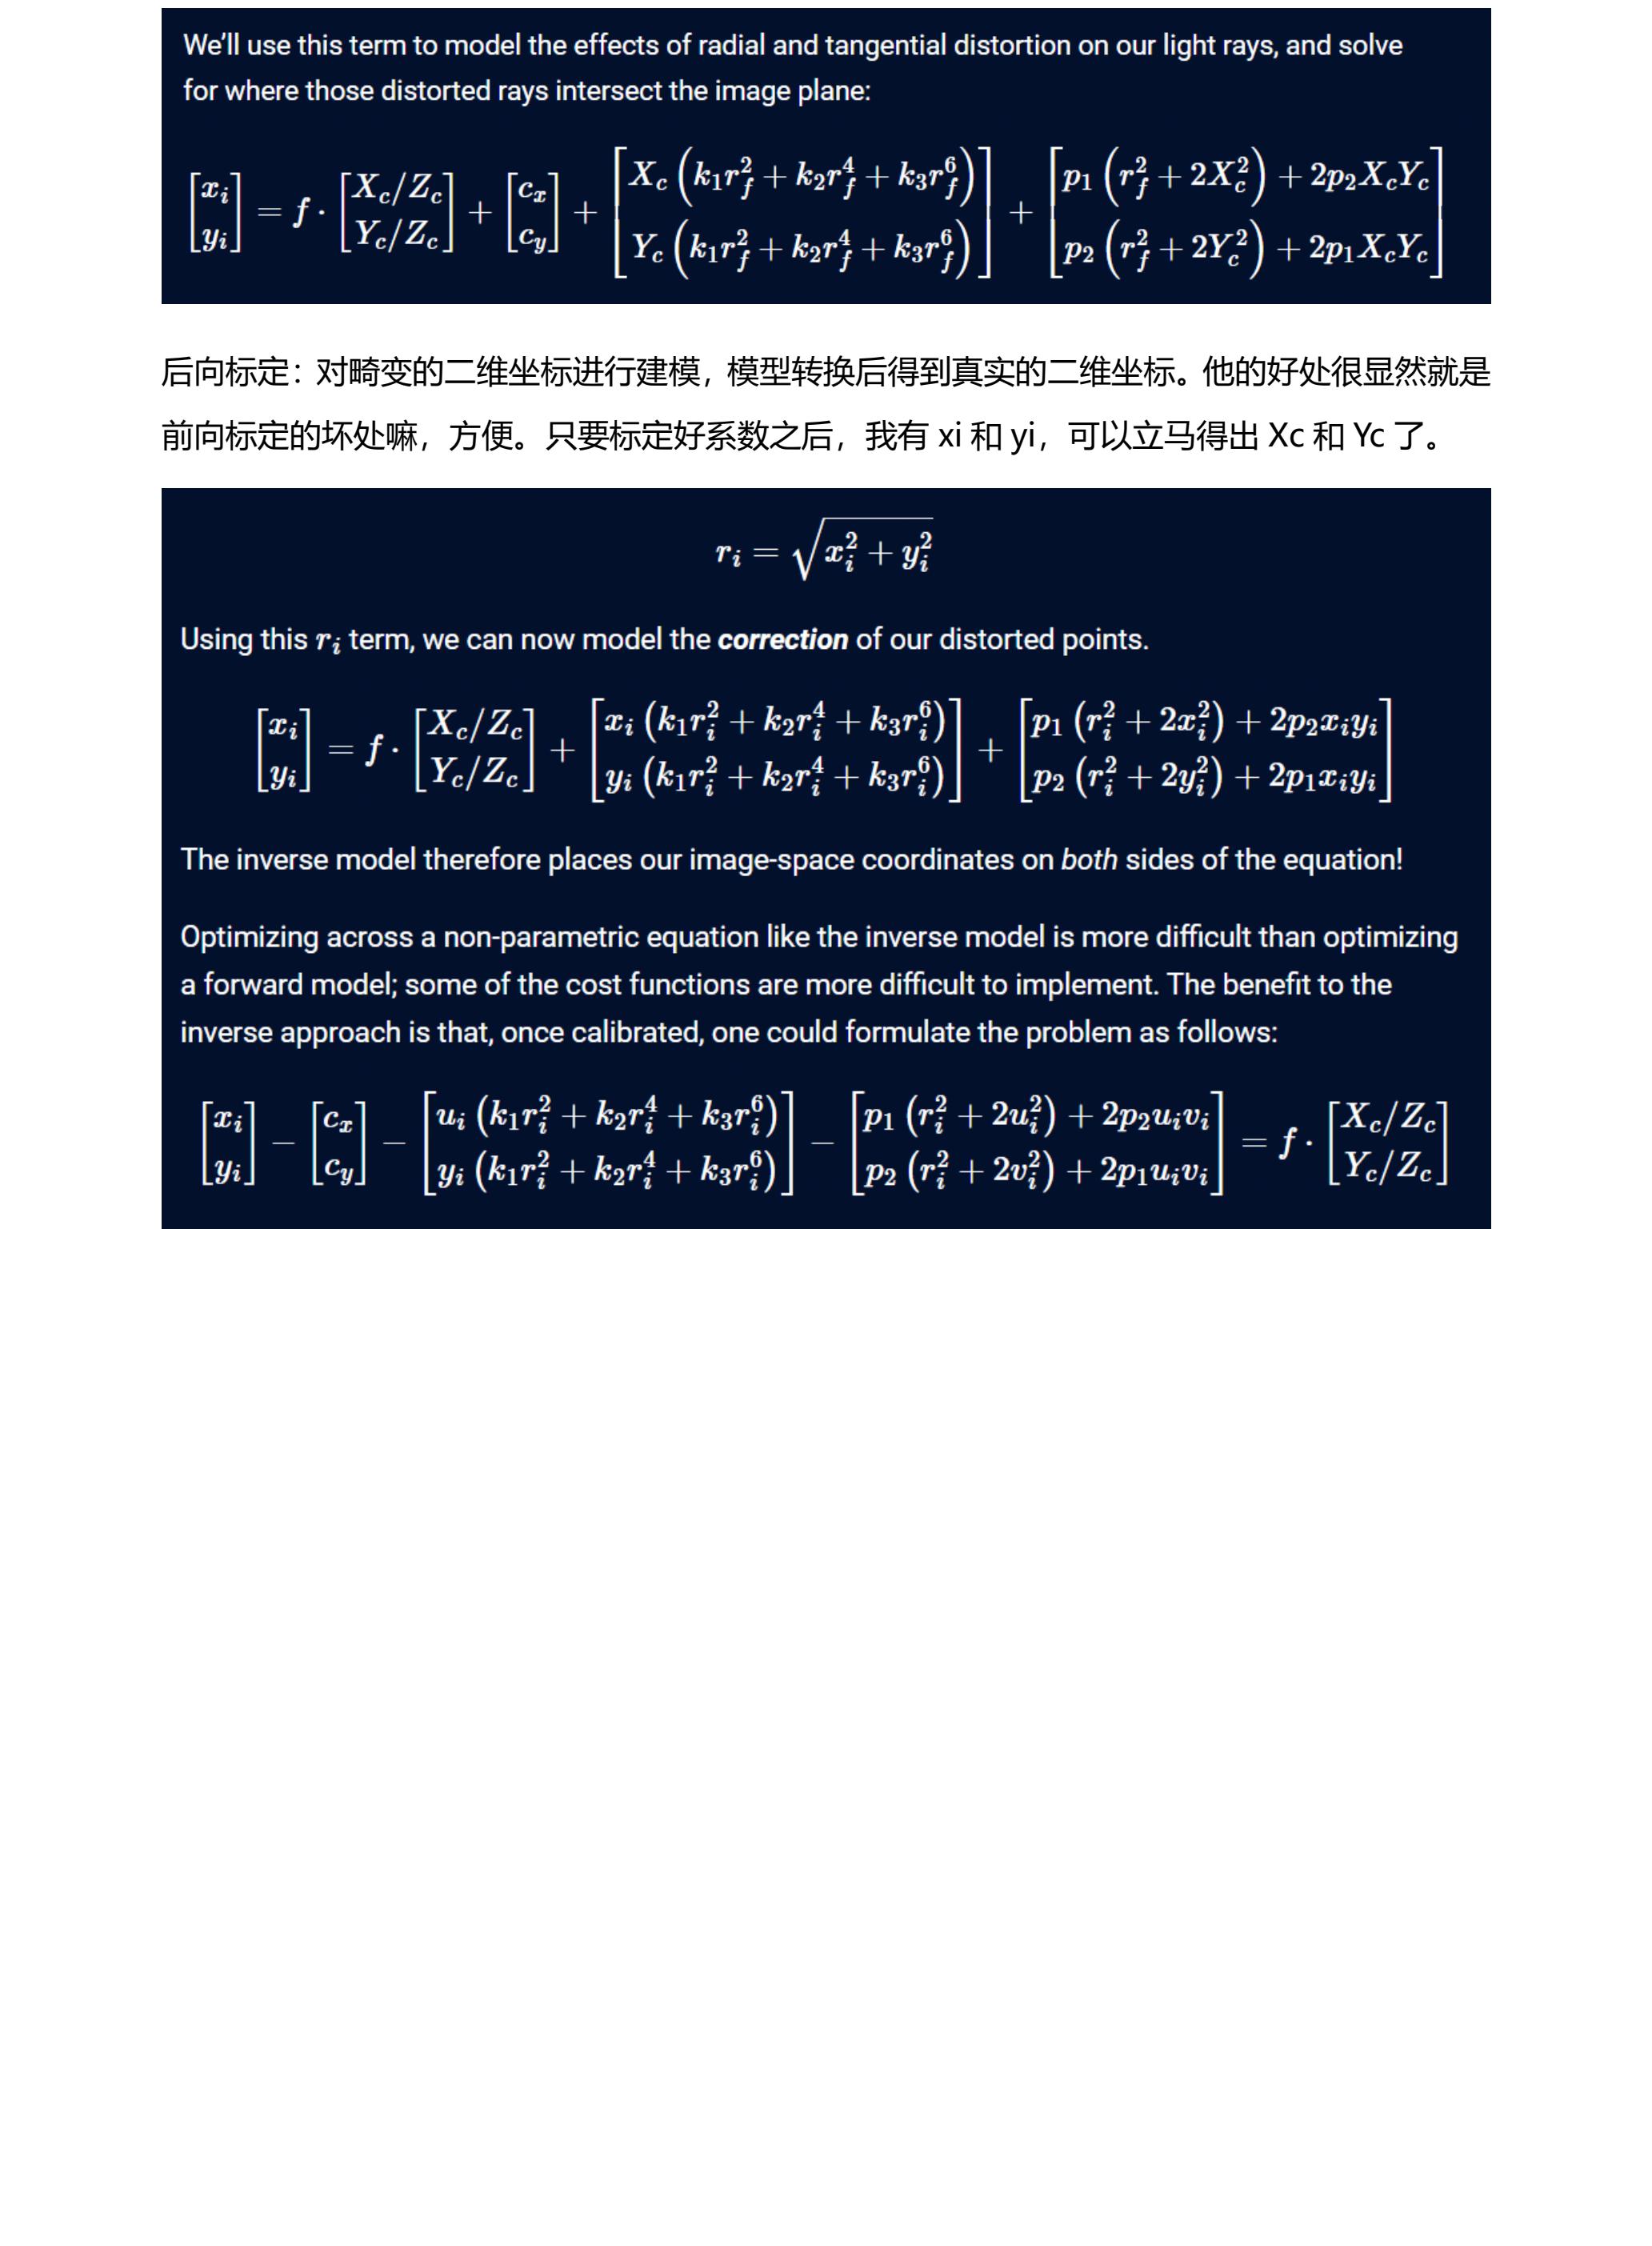 We'll use this term to model the effects of radial and tangential distortion on our light rays, and solve
for where those distorted rays intersect the image plane:
$$\begin{bmatrix} x_i \\ y_i \end{bmatrix} = f \cdot \begin{bmatrix} X_c/Z_c \\ Y_c/Z_c \end{bmatrix} + \begin{bmatrix} c_x \\ c_y \end{bmatrix} + \begin{bmatrix} X_c \left(k_1 r_f^2 + k_2 r_f^4 + k_3 r_f^6\right) \\ Y_c \left(k_1 r_f^2 + k_2 r_f^4 + k_3 r_f^6\right) \end{bmatrix} + \begin{bmatrix} p_1 \left(r_f^2 + 2X_c^2\right) + 2p_2 X_c Y_c \\ p_2 \left(r_f^2 + 2Y_c^2\right) + 2p_1 X_c Y_c \end{bmatrix}$$
后向标定：对畸变的二维坐标进行建模，模型转换后得到真实的二维坐标。他的好处很显然就是
前向标定的坏处嘛，方便。只要标定好系数之后，我有 xi 和 yi，可以立马得出 Xc 和 Yc 了。
$$r_i = \sqrt{x_i^2 + y_i^2}$$
Using this $r_i$ term, we can now model the correction of our distorted points.
$$\begin{bmatrix} x_i \\ y_i \end{bmatrix} = f \cdot \begin{bmatrix} X_c/Z_c \\ Y_c/Z_c \end{bmatrix} + \begin{bmatrix} x_i \left(k_1 r_i^2 + k_2 r_i^4 + k_3 r_i^6\right) \\ y_i \left(k_1 r_i^2 + k_2 r_i^4 + k_3 r_i^6\right) \end{bmatrix} + \begin{bmatrix} p_1 \left(r_i^2 + 2x_i^2\right) + 2p_2 x_i y_i \\ p_2 \left(r_i^2 + 2y_i^2\right) + 2p_1 x_i y_i \end{bmatrix}$$
The inverse model therefore places our image-space coordinates on both sides of the equation!
Optimizing across a non-parametric equation like the inverse model is more difficult than optimizing
a forward model; some of the cost functions are more difficult to implement. The benefit to the
inverse approach is that, once calibrated, one could formulate the problem as follows:
$$\begin{bmatrix} x_i \\ y_i \end{bmatrix} - \begin{bmatrix} c_x \\ c_y \end{bmatrix} - \begin{bmatrix} u_i \left(k_1 r_i^2 + k_2 r_i^4 + k_3 r_i^6\right) \\ y_i \left(k_1 r_i^2 + k_2 r_i^4 + k_3 r_i^6\right) \end{bmatrix} - \begin{bmatrix} p_1 \left(r_i^2 + 2u_i^2\right) + 2p_2 u_i v_i \\ p_2 \left(r_i^2 + 2v_i^2\right) + 2p_1 u_i v_i \end{bmatrix} = f \cdot \begin{bmatrix} X_c/Z_c \\ Y_c/Z_c \end{bmatrix}$$